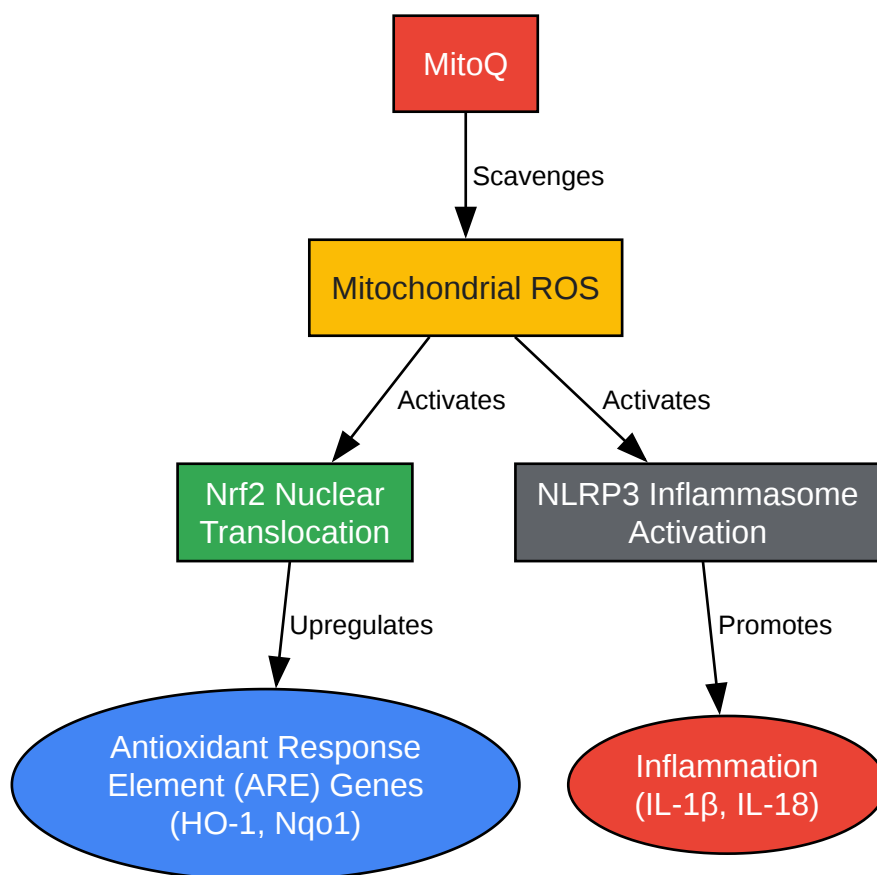 MitoQ
Scavenges
Mitochondrial ROS
Activates
Activates
Nrf2 Nuclear
Translocation
NLRP3 Inflammasome
Activation
Upregulates
Promotes
Antioxidant Response
Element (ARE) Genes
(HO-1, Nqo1)
Inflammation
(IL-1β, IL-18)